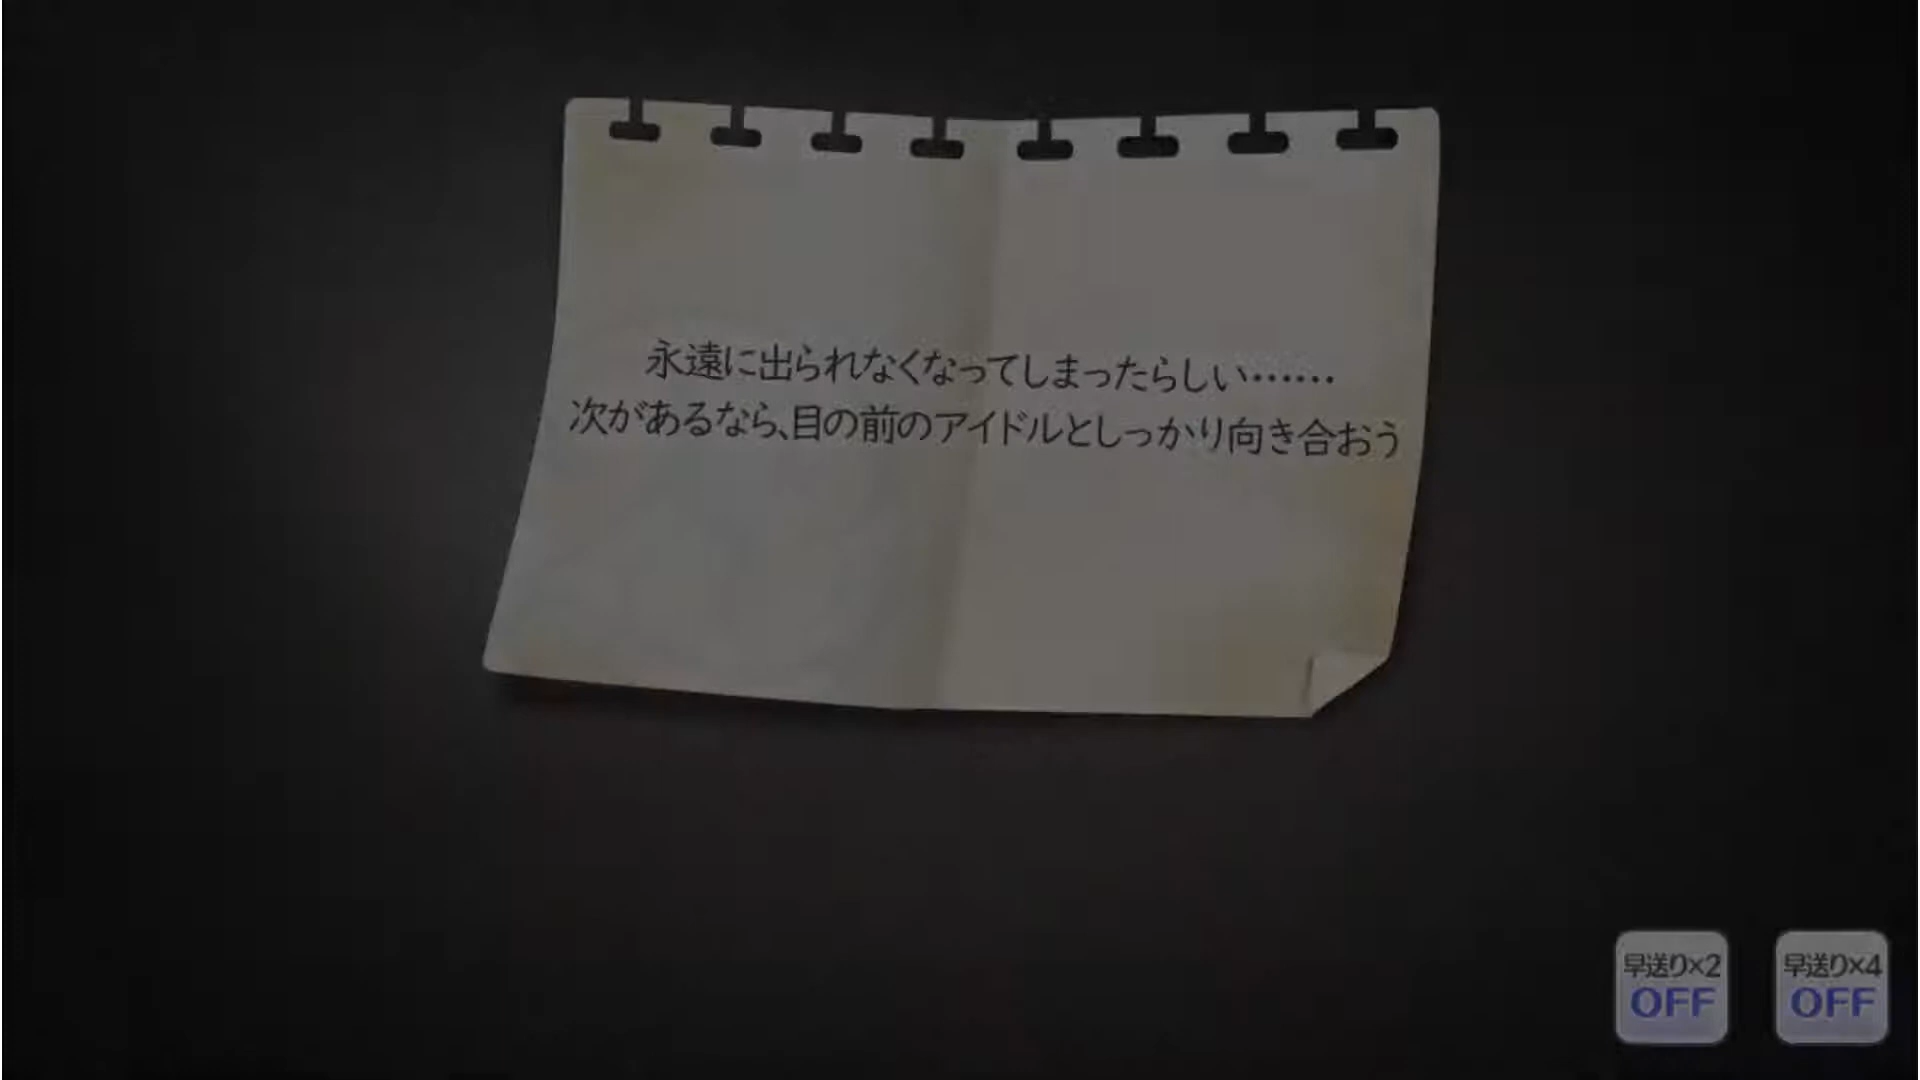 永遠に出られなくなってしまったらしい……
次があるなら、目の前のアイドルとしっかり向き合おう
早送り×2
OFF
早送り×4
OFF